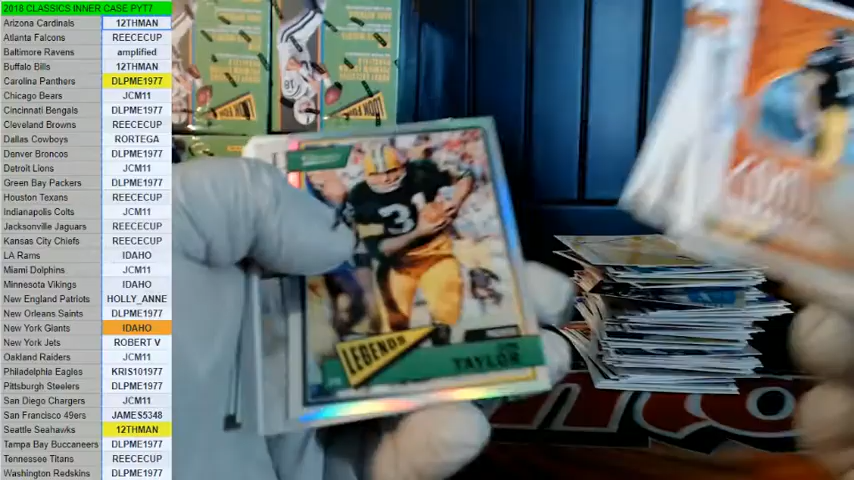 2018 CLASSICS INNER CASE PYT7
Arizona Cardinals 12THMAN
Atlanta Falcons REECECUP
Baltimore Ravens amplified
Buffalo Bills 12THMAN
Carolina Panthers DLPME1977
Chicago Bears JCM11
Cincinnati Bengals DLPME1977
Cleveland Browns REECECUP
Dallas Cowboys RORTEGA
Denver Broncos DLPME1977
Detroit Lions JCM11
Green Bay Packers DLPME1977
Houston Texans REECECUP
Indianapolis Colts JCM11
Jacksonville Jaguars REECECUP
Kansas City Chiefs REECECUP
LA Rams IDAHO
Miami Dolphins JCM11
Minnesota Vikings IDAHO
New England Patriots HOLLY_ANNE
New Orleans Saints DLPME1977
New York Giants IDAHO
New York Jets ROBERT V
Oakland Raiders JCM11
Philadelphia Eagles KRIS101977
Pittsburgh Steelers DLPME1977
San Diego Chargers JCM11
San Francisco 49ers JAMES5348
Seattle Seahawks 12THMAN
Tampa Bay Buccaneers DLPME1977
Tennessee Titans REECECUP
Washington Redskins DLPME1977
31
LEGENDS
TAYLOR
18